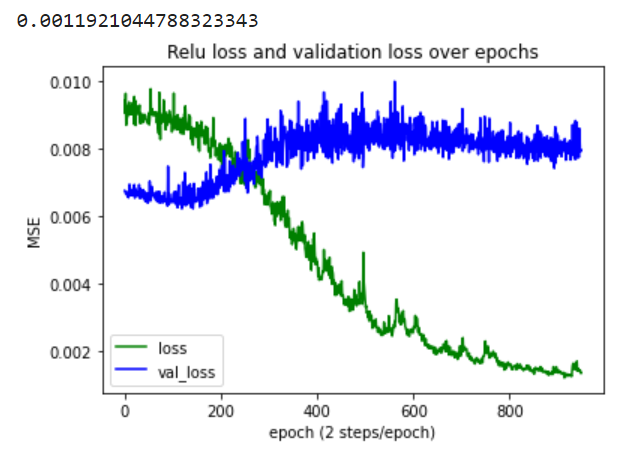 0.0011921044788323343
Relu loss and validation loss over epochs
0.010
0.008
0.006
0.004
0.002
MSE
loss
val_loss
0 200 400 600 800
epoch (2 steps/epoch)